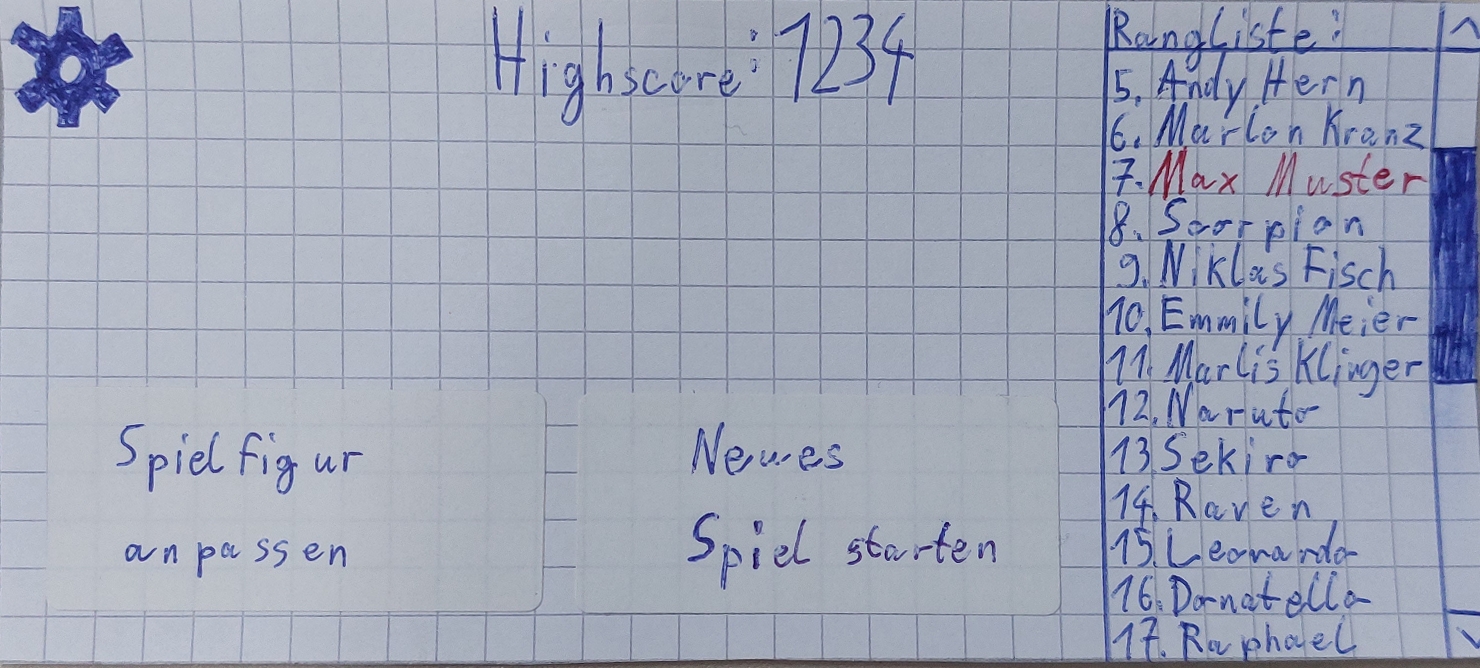 Highscore: 1234
Rangliste:
5. Andy Hern
6. Marlon Kranz
7. Max Muster
8. Scorpion
9. Niklas Fisch
10. Emmily Meier
11. Marlis Klinger
12. Naruto
13 Sekiro
14. Raven
15. Leonardo
16. Donatello
17. Raphael
Spielfigur
anpassen
Neues
Spiel starten